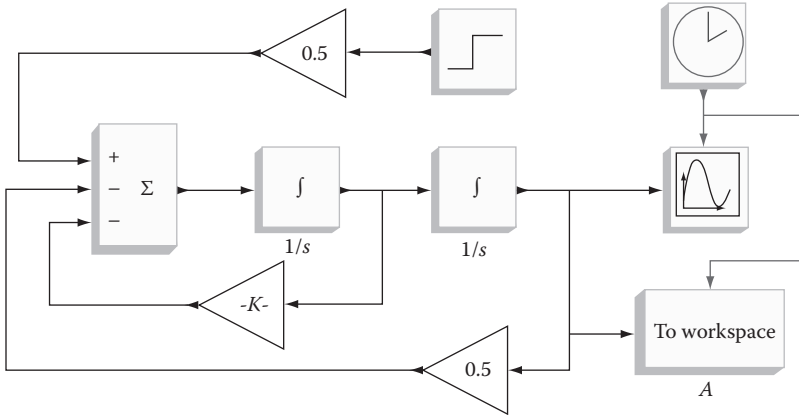 0.5
+
− Σ
−
∫
1/s
∫
1/s
-K-
0.5
To workspace
A